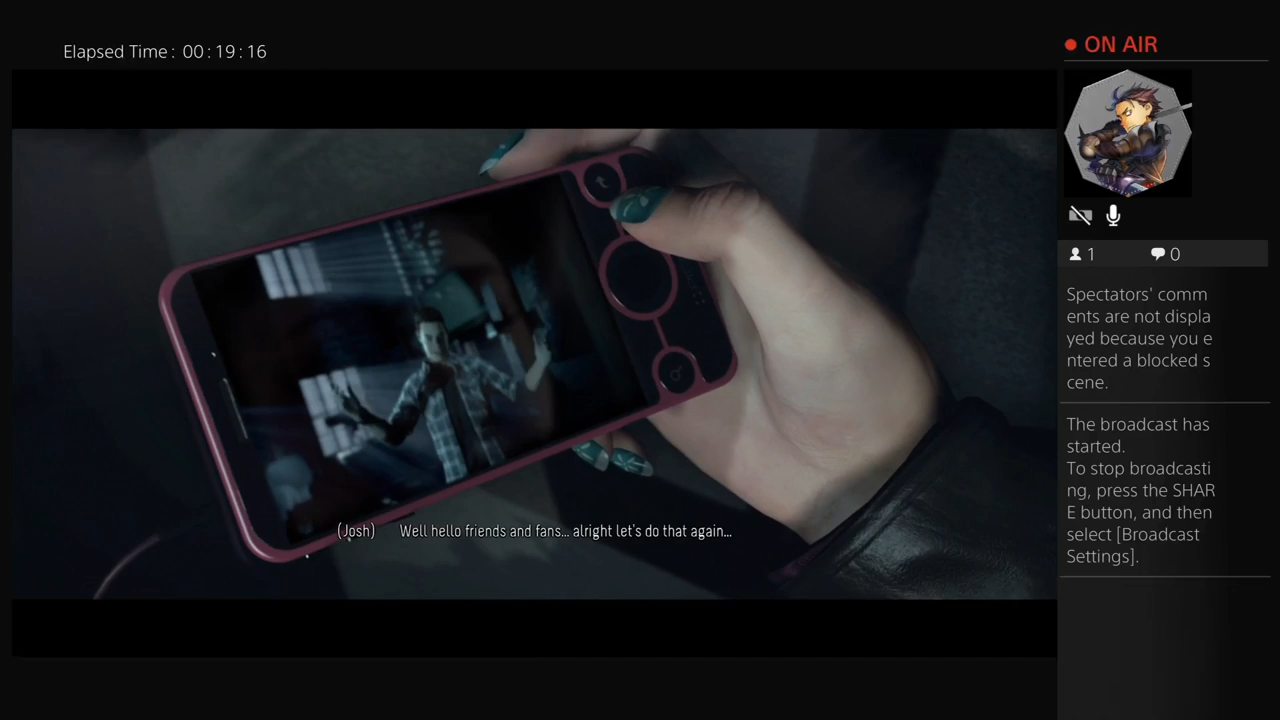 Elapsed Time: 00:19:16
ON AIR
1
0
Spectators' comm
ents are not displa
yed because you e
ntered a blocked s
cene.
The broadcast has
started.
To stop broadcasti
ng, press the SHAR
E button, and then
select [Broadcast
Settings].
(Josh) Well hello friends and fans... alright let's do that again...